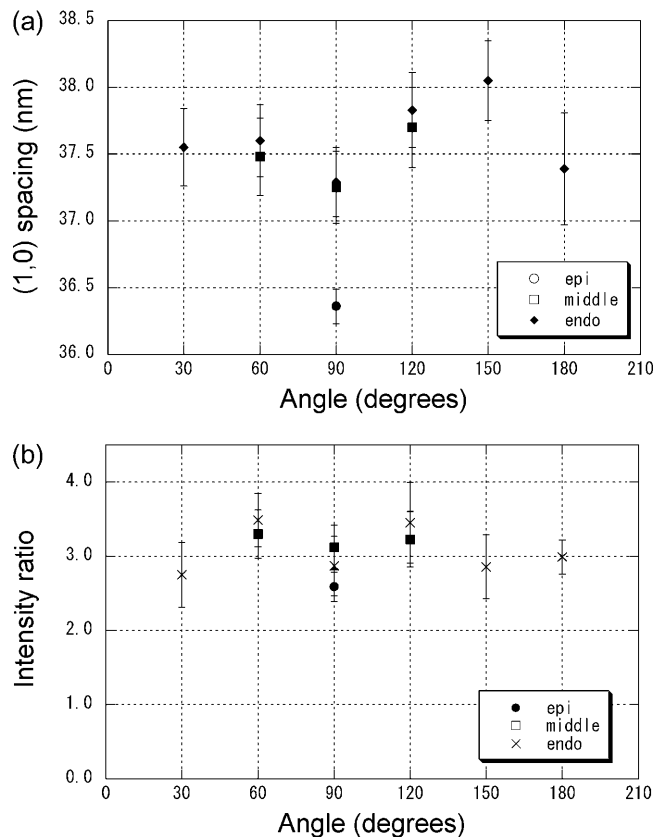 (a)
38.5
38.0
37.5
37.0
36.5
36.0
(1,0) spacing (nm)
epi
middle
endo
0 30 60 90 120 150 180 210
Angle (degrees)
(b)
4.0
3.0
2.0
1.0
0.0
Intensity ratio
epi
middle
endo
0 30 60 90 120 150 180 210
Angle (degrees)